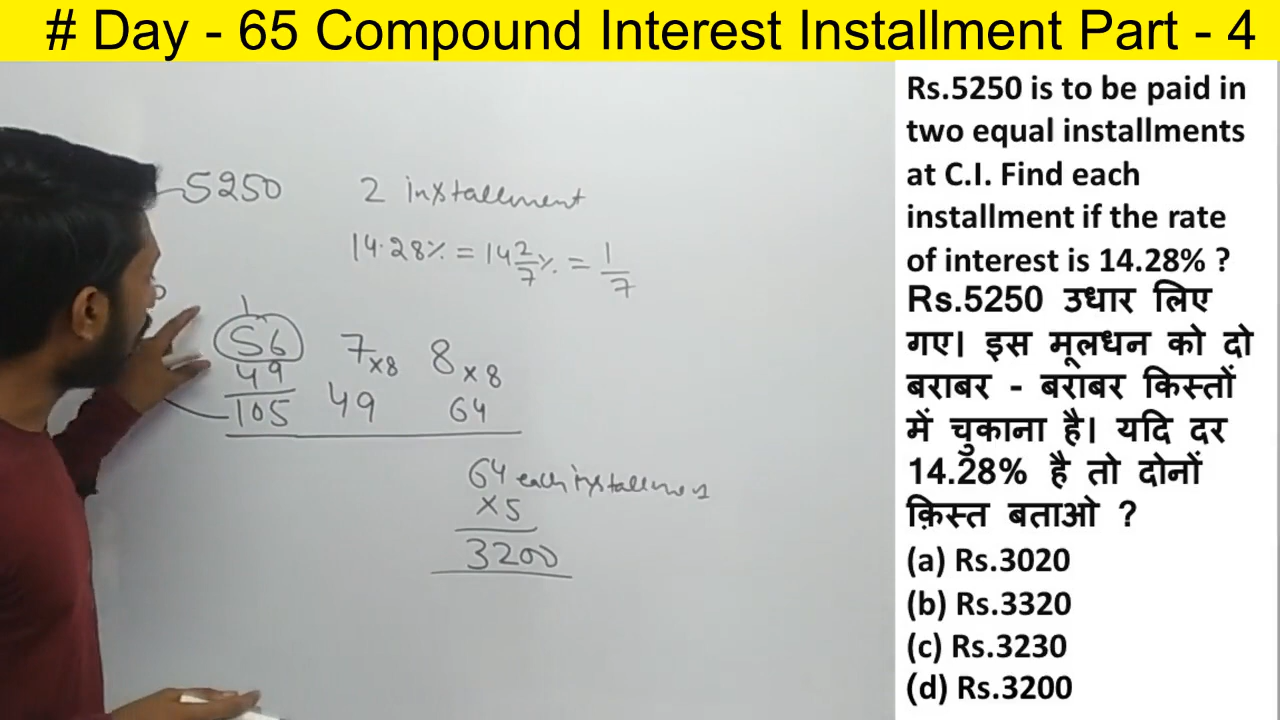 # Day - 65 Compound Interest Installment Part - 4
5250 2 installment
14.28% = 14 2/7 % = 1/7
1
56 7 x8 8 x8
49
105 49 64
64 each installment
x 5
3200
Rs.5250 is to be paid in
two equal installments
at C.I. Find each
installment if the rate
of interest is 14.28% ?
Rs.5250 उधार लिए
गए। इस मूलधन को दो
बराबर - बराबर किस्तों
में चुकाना है। यदि दर
14.28% है तो दोनों
क़िस्त बताओ ?
(a) Rs.3020
(b) Rs.3320
(c) Rs.3230
(d) Rs.3200